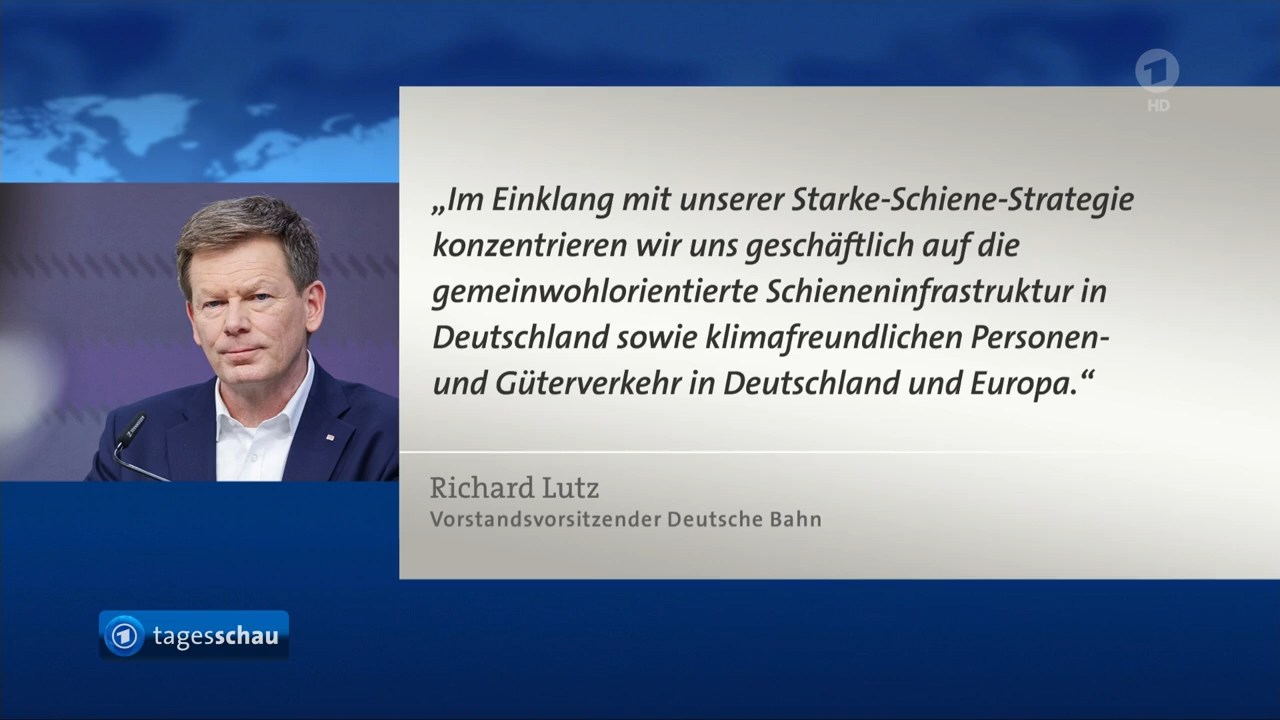 1
HD
„Im Einklang mit unserer Starke-Schiene-Strategie
konzentrieren wir uns geschäftlich auf die
gemeinwohlorientierte Schieneninfrastruktur in
Deutschland sowie klimafreundlichen Personen-
und Güterverkehr in Deutschland und Europa.“
Richard Lutz
Vorstandsvorsitzender Deutsche Bahn
1 tagesschau